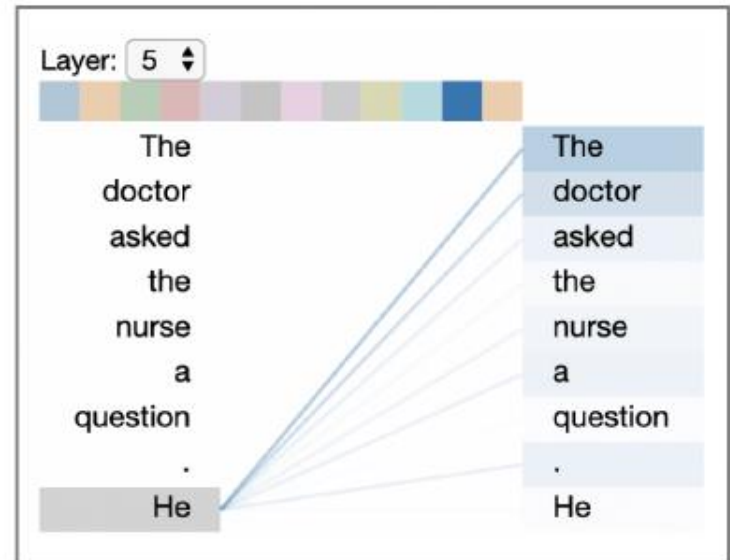 Layer: 5
The The
doctor doctor
asked asked
the the
nurse nurse
a a
question question
. .
He He